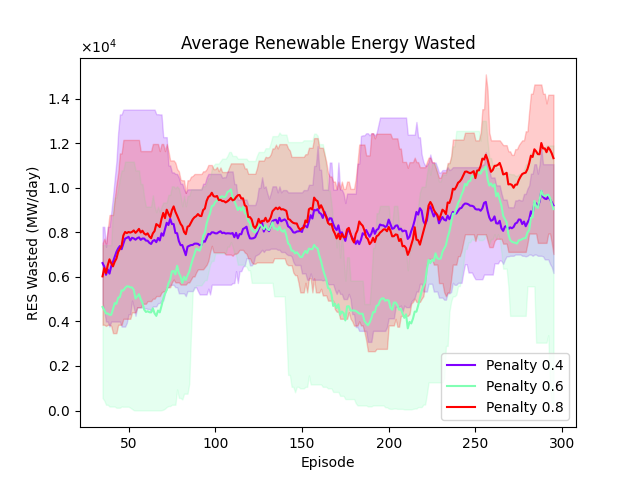 Average Renewable Energy Wasted
×10⁴
RES Wasted (MW/day)
1.4
1.2
1.0
0.8
0.6
0.4
0.2
0.0
50
100
150
200
250
300
Episode
Penalty 0.4
Penalty 0.6
Penalty 0.8